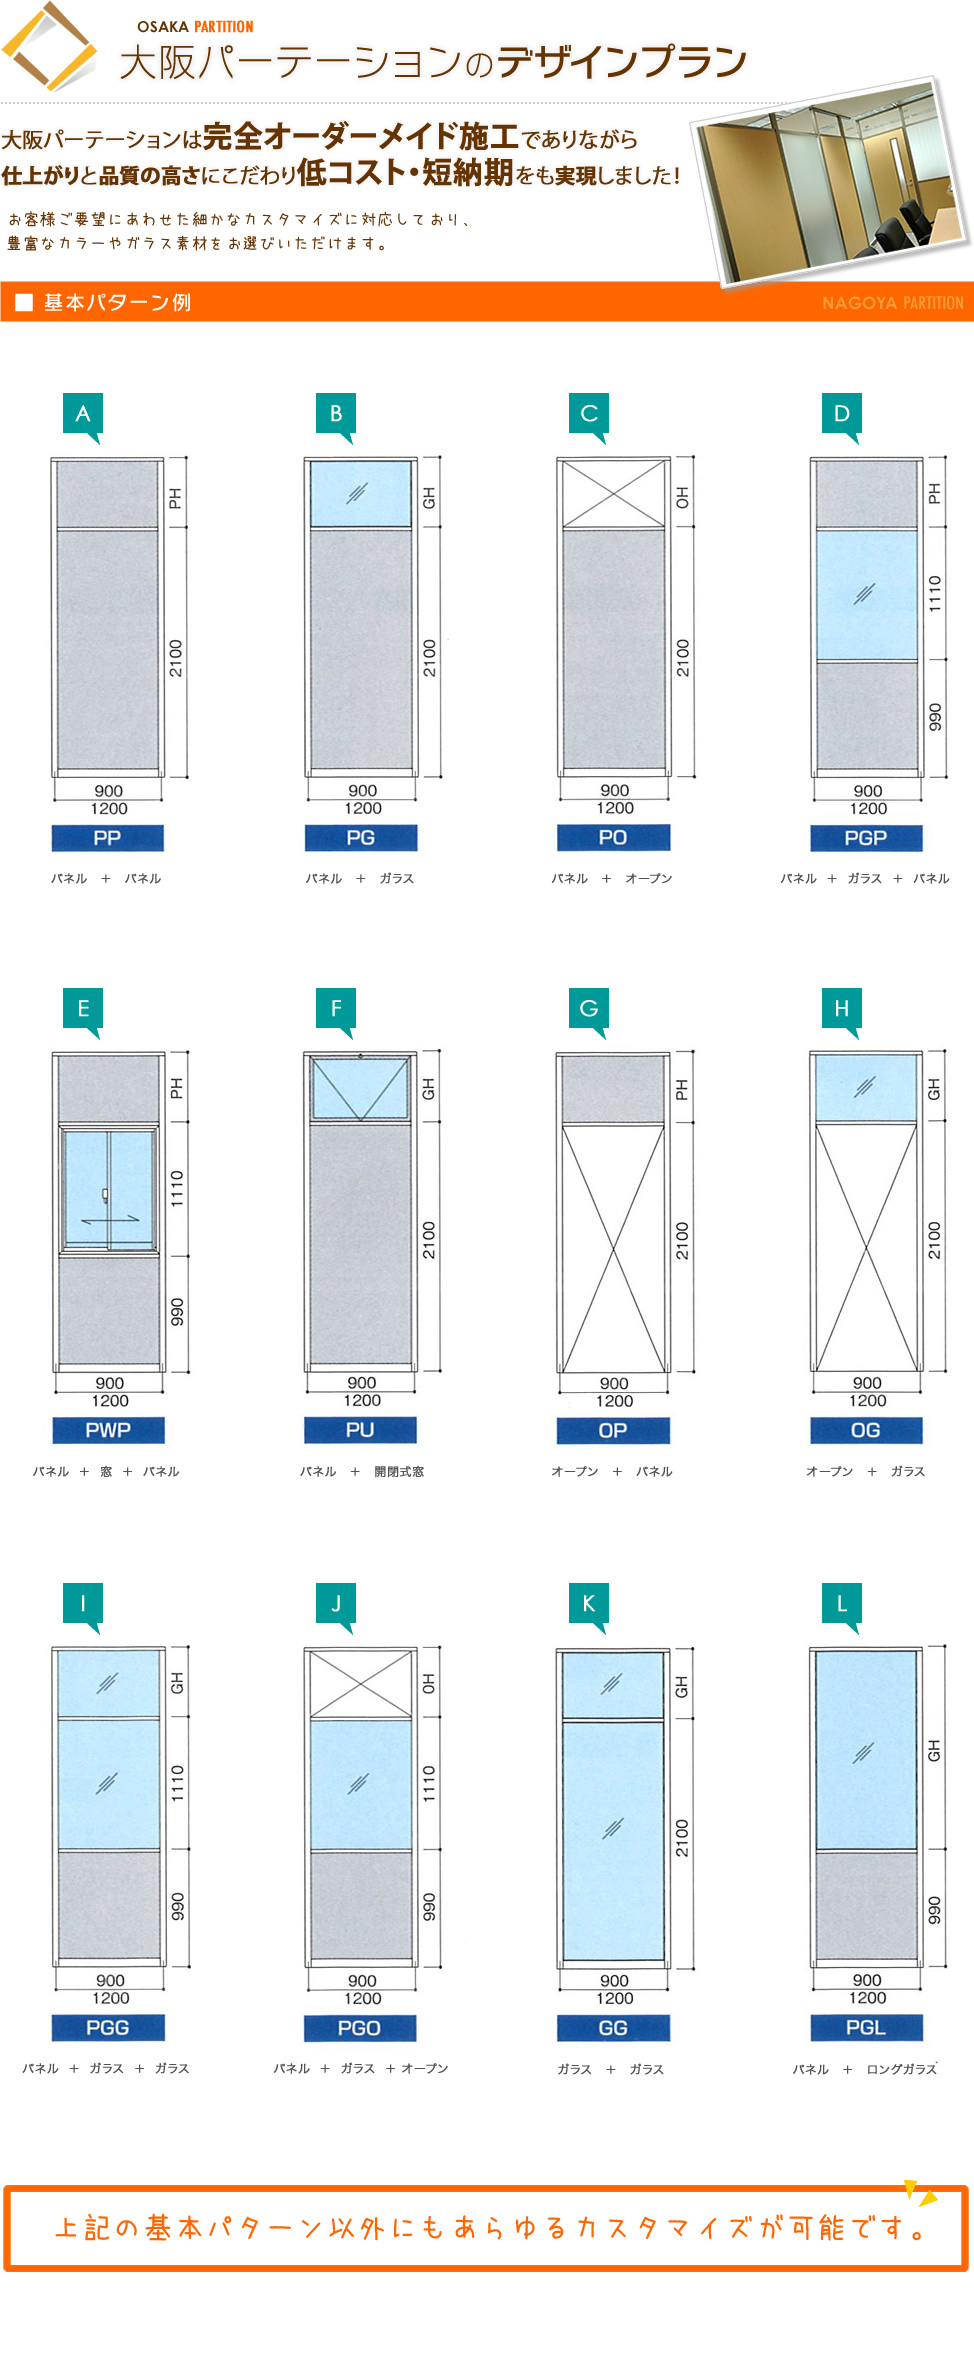 OSAKA PARTITION
大阪パーテーションのデザインプラン
大阪パーテーションは完全オーダーメイド施工でありながら
仕上がりと品質の高さにこだわり低コスト・短納期をも実現しました！
お客様ご要望にあわせた細かなカスタマイズに対応しており、
豊富なカラーやガラス素材をお選びいただけます。
■ 基本パターン例
NAGOYA PARTITION
A
PH
2100
900
1200
PP
パネル ＋ パネル
B
GH
2100
900
1200
PG
パネル ＋ ガラス
C
OH
2100
900
1200
PO
パネル ＋ オープン
D
PH
1110
990
900
1200
PGP
パネル ＋ ガラス ＋ パネル
E
PH
1110
990
900
1200
PWP
パネル ＋ 窓 ＋ パネル
F
GH
2100
900
1200
PU
パネル ＋ 開閉式窓
G
PH
2100
900
1200
OP
オープン ＋ パネル
H
GH
2100
900
1200
OG
オープン ＋ ガラス
I
GH
1110
990
900
1200
PGG
パネル ＋ ガラス ＋ ガラス
J
OH
1110
990
900
1200
PGO
パネル ＋ ガラス ＋オープン
K
GH
2100
900
1200
GG
ガラス ＋ ガラス
L
GH
990
900
1200
PGL
パネル ＋ ロングガラス
上記の基本パターン以外にもあらゆるカスタマイズが可能です。